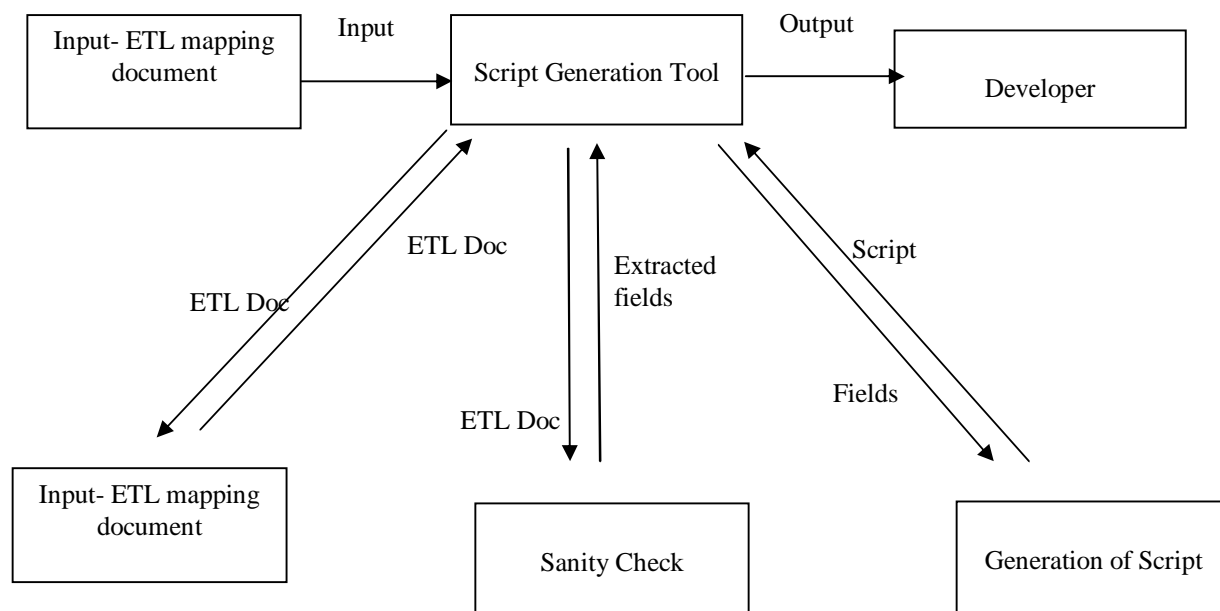 Input- ETL mapping
document
Input
Script Generation Tool
Output
Developer
ETL Doc
ETL Doc
Extracted
fields
Script
ETL Doc
Fields
Input- ETL mapping
document
Sanity Check
Generation of Script